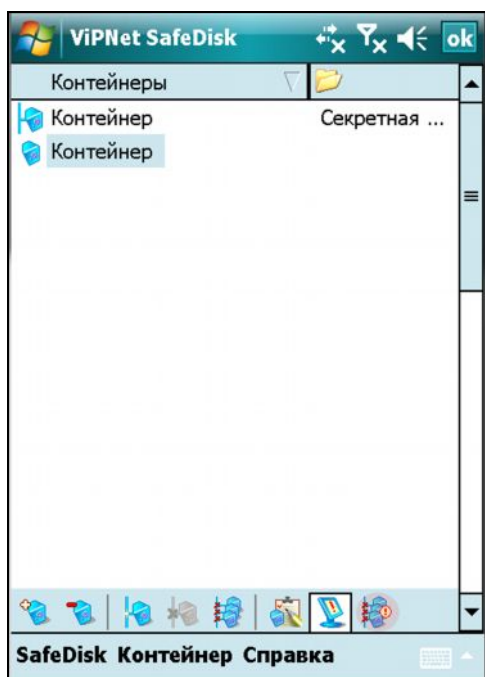 ViPNet SafeDisk ok
Контейнеры
Контейнер Секретная ...
Контейнер
SafeDisk Контейнер Справка